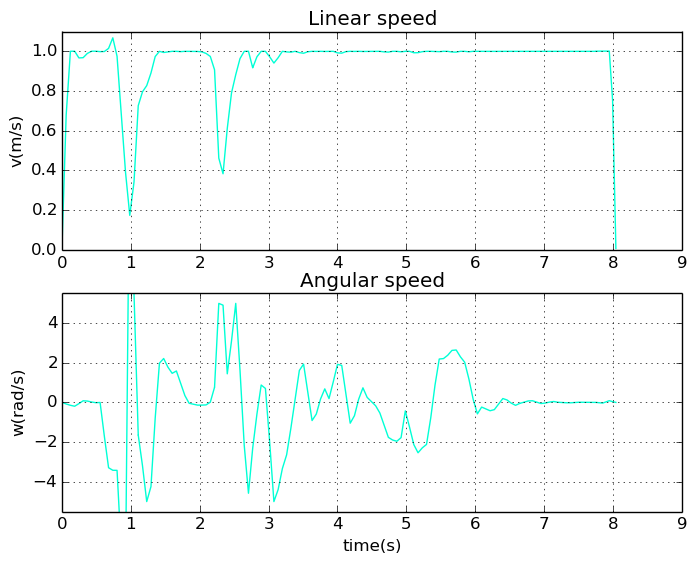 Linear speed
v(m/s)
1.0
0.8
0.6
0.4
0.2
0.0
0 1 2 3 4 5 6 7 8 9
Angular speed
w(rad/s)
4
2
0
−2
−4
0 1 2 3 4 5 6 7 8 9
time(s)